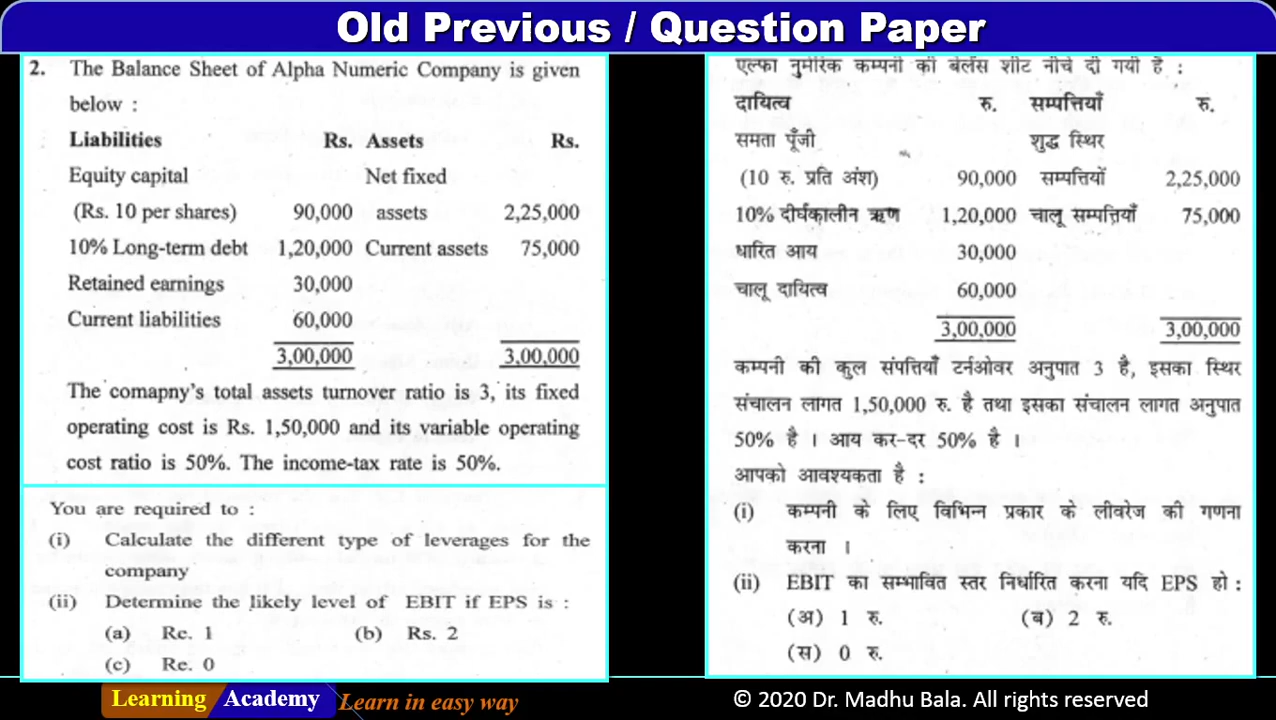 Old Previous / Question Paper
2. The Balance Sheet of Alpha Numeric Company is given
below :
Liabilities Rs. Assets Rs.
Equity capital Net fixed
(Rs. 10 per shares) 90,000 assets 2,25,000
10% Long-term debt 1,20,000 Current assets 75,000
Retained earnings 30,000
Current liabilities 60,000
3,00,000 3,00,000
The comapny's total assets turnover ratio is 3, its fixed
operating cost is Rs. 1,50,000 and its variable operating
cost ratio is 50%. The income-tax rate is 50%.
You are required to :
(i) Calculate the different type of leverages for the
company
(ii) Determine the likely level of EBIT if EPS is :
(a) Re. 1 (b) Rs. 2
(c) Re. 0
एल्फा नुमेरिक कम्पनी की बैलेंस शीट नीचे दी गयी है :
दायित्व रु. सम्पत्तियाँ रु.
समता पूँजी शुद्ध स्थिर
(10 रु. प्रति अंश) 90,000 सम्पत्तियाँ 2,25,000
10% दीर्घकालीन ऋण 1,20,000 चालू सम्पत्तियाँ 75,000
धारित आय 30,000
चालू दायित्व 60,000
3,00,000 3,00,000
कम्पनी की कुल संपत्तियाँ टर्नओवर अनुपात 3 है, इसका स्थिर
संचालन लागत 1,50,000 रु. है तथा इसका संचालन लागत अनुपात
50% है । आय कर-दर 50% है ।
आपको आवश्यकता है :
(i) कम्पनी के लिए विभिन्न प्रकार के लीवरेज की गणना
करना ।
(ii) EBIT का सम्भावित स्तर निर्धारित करना यदि EPS हो :
(अ) 1 रु. (ब) 2 रु.
(स) 0 रु.
Learning Academy Learn in easy way
© 2020 Dr. Madhu Bala. All rights reserved